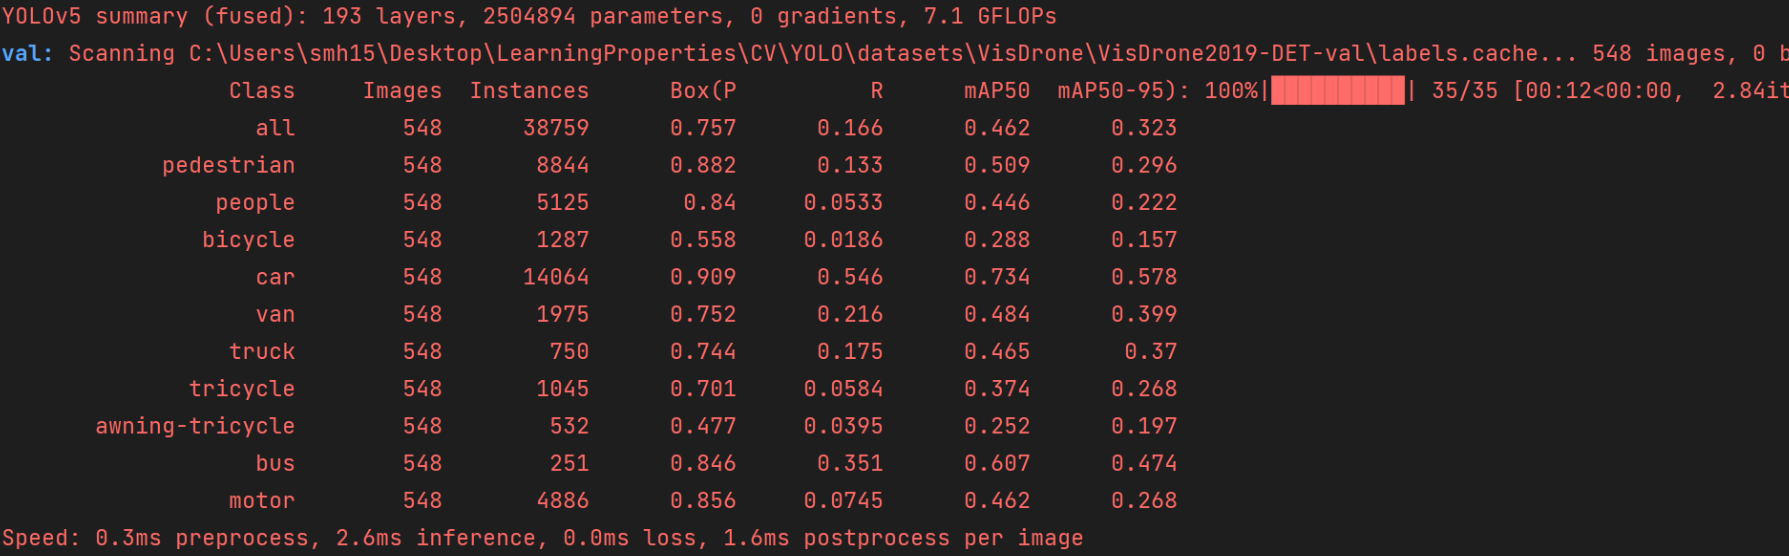 YOLOv5 summary (fused): 193 layers, 2504894 parameters, 0 gradients, 7.1 GFLOPs
val: Scanning C:\Users\smh15\Desktop\LearningProperties\CV\YOLO\datasets\VisDrone\VisDrone2019-DET-val\labels.cache... 548 images, 0 b
Class Images Instances Box(P R mAP50 mAP50-95): 100%|██████████| 35/35 [00:12<00:00, 2.84it
all 548 38759 0.757 0.166 0.462 0.323
pedestrian 548 8844 0.882 0.133 0.509 0.296
people 548 5125 0.84 0.0533 0.446 0.222
bicycle 548 1287 0.558 0.0186 0.288 0.157
car 548 14064 0.909 0.546 0.734 0.578
van 548 1975 0.752 0.216 0.484 0.399
truck 548 750 0.744 0.175 0.465 0.37
tricycle 548 1045 0.701 0.0584 0.374 0.268
awning-tricycle 548 532 0.477 0.0395 0.252 0.197
bus 548 251 0.846 0.351 0.607 0.474
motor 548 4886 0.856 0.0745 0.462 0.268
Speed: 0.3ms preprocess, 2.6ms inference, 0.0ms loss, 1.6ms postprocess per image